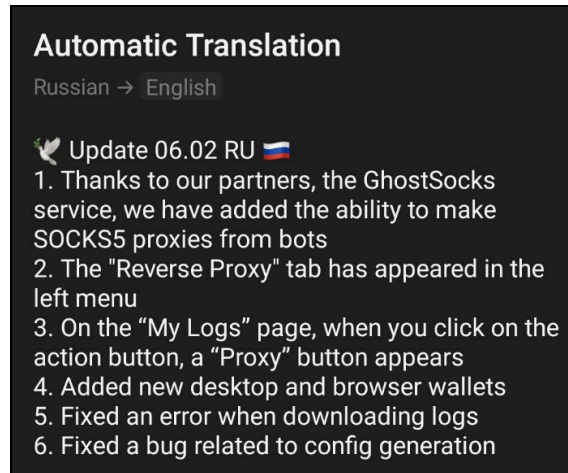 Automatic Translation
Russian → English
🕊 Update 06.02 RU 🇷🇺
1. Thanks to our partners, the GhostSocks
service, we have added the ability to make
SOCKS5 proxies from bots
2. The "Reverse Proxy" tab has appeared in the
left menu
3. On the “My Logs” page, when you click on the
action button, a “Proxy” button appears
4. Added new desktop and browser wallets
5. Fixed an error when downloading logs
6. Fixed a bug related to config generation